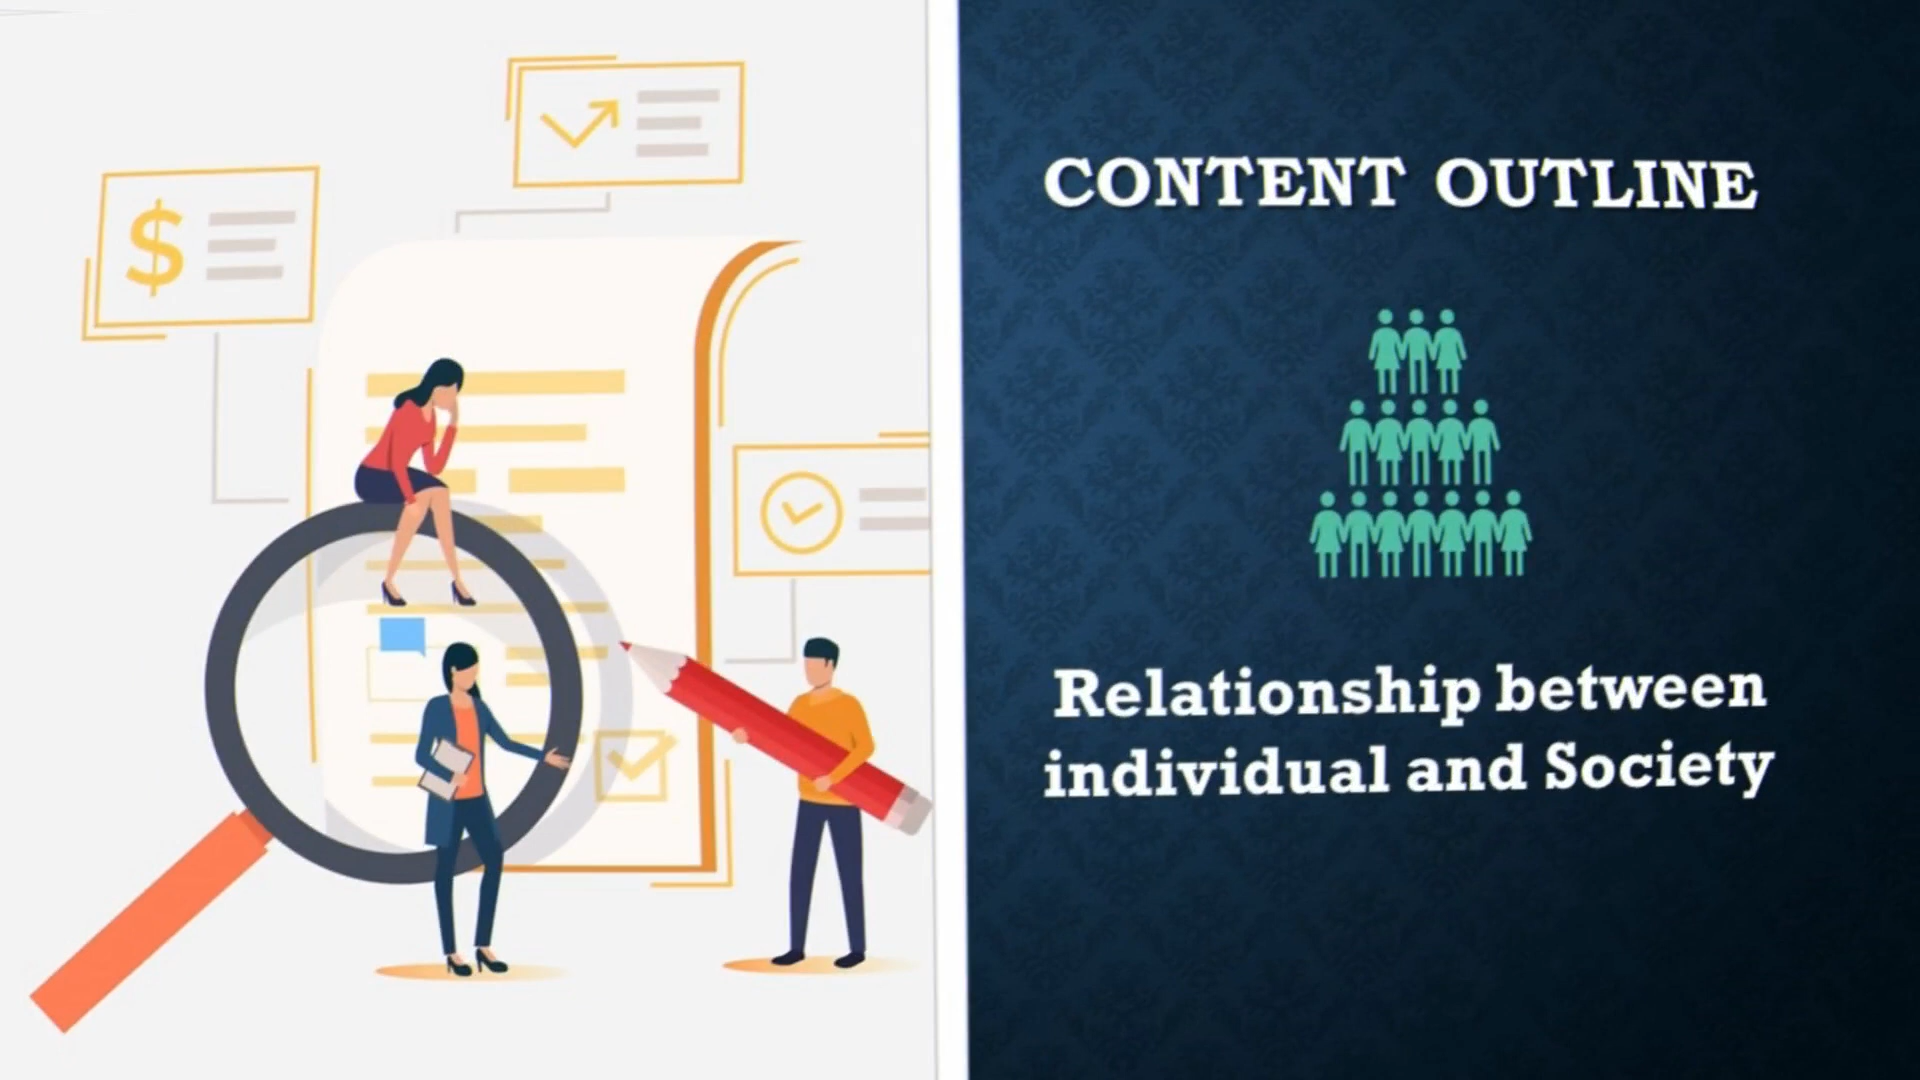 $
CONTENT OUTLINE
Relationship between
individual and Society